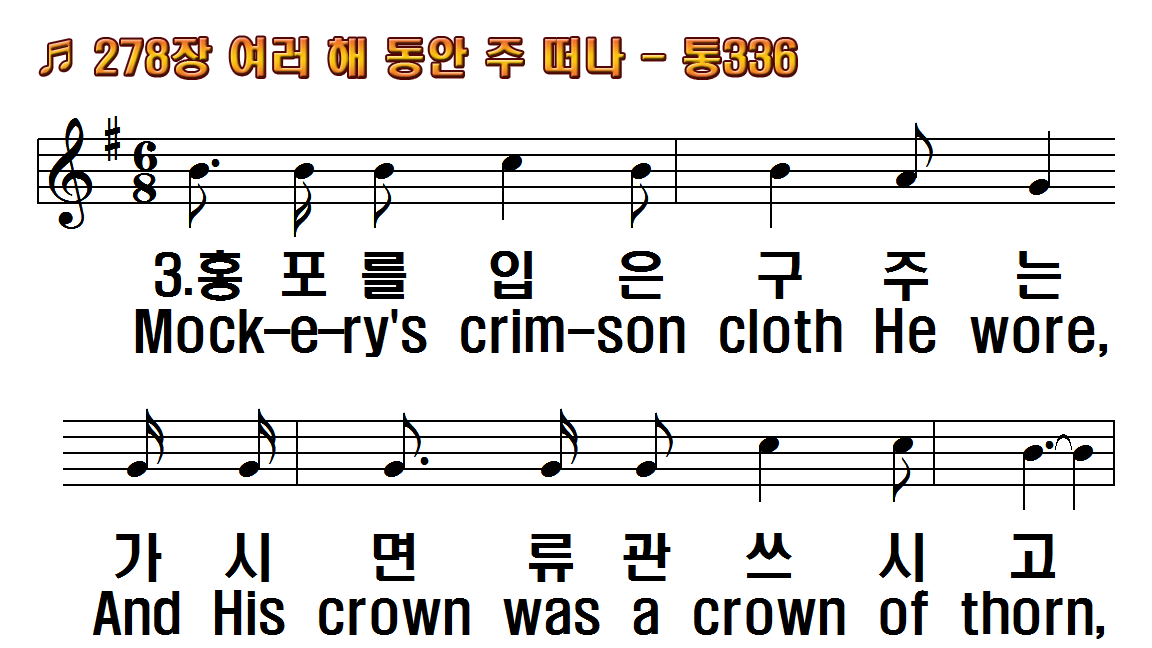 ♬ 278장 여러 해 동안 주 떠나 - 통336
3.홍 포 를 입 은 구 주 는
Mock-e-ry's crim-son cloth He wore,
가 시 면 류 관 쓰 시 고
And His crown was a crown of thorn,